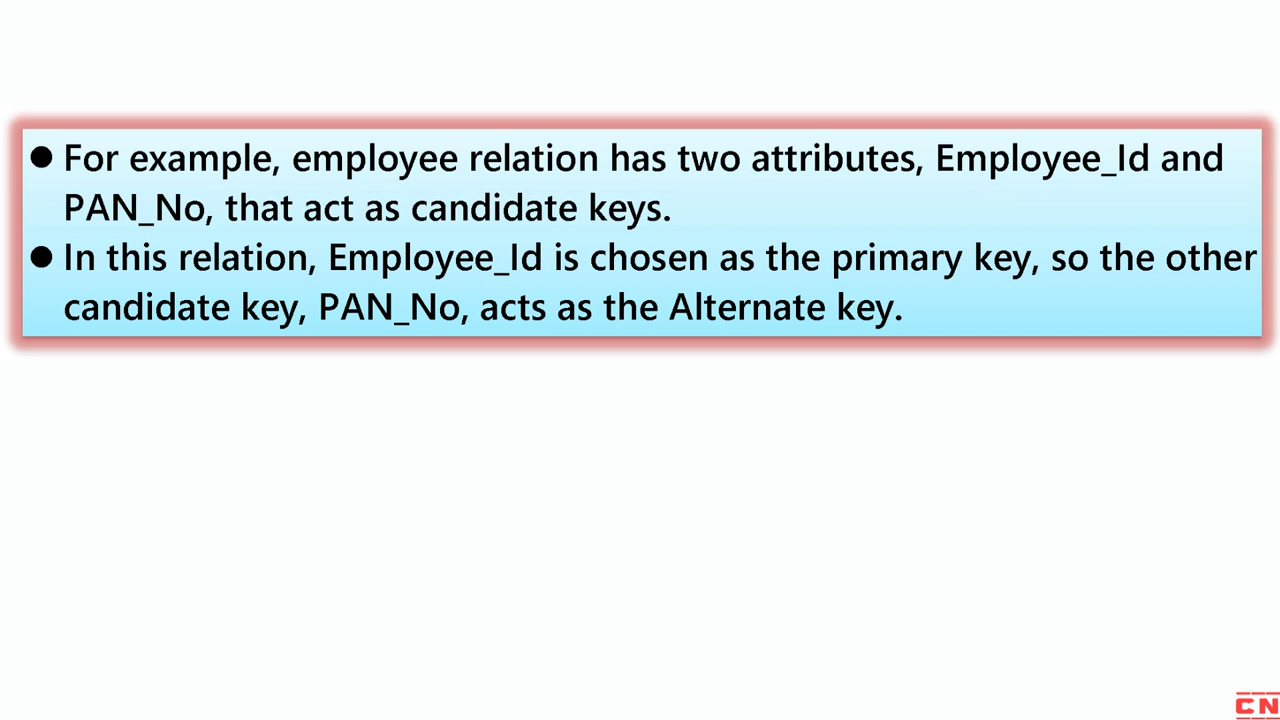 ● For example, employee relation has two attributes, Employee_Id and
PAN_No, that act as candidate keys.
● In this relation, Employee_Id is chosen as the primary key, so the other
candidate key, PAN_No, acts as the Alternate key.
CN